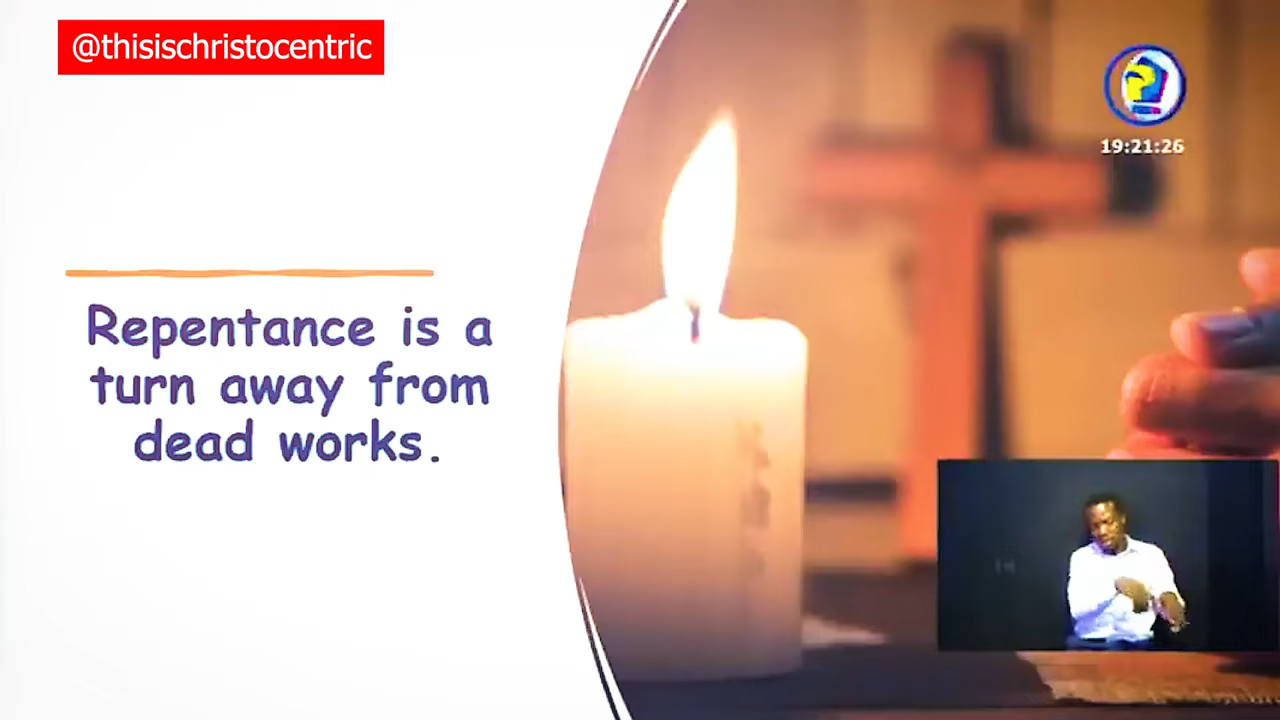 @thisischristocentric
19:21:26
Repentance is a
turn away from
dead works.